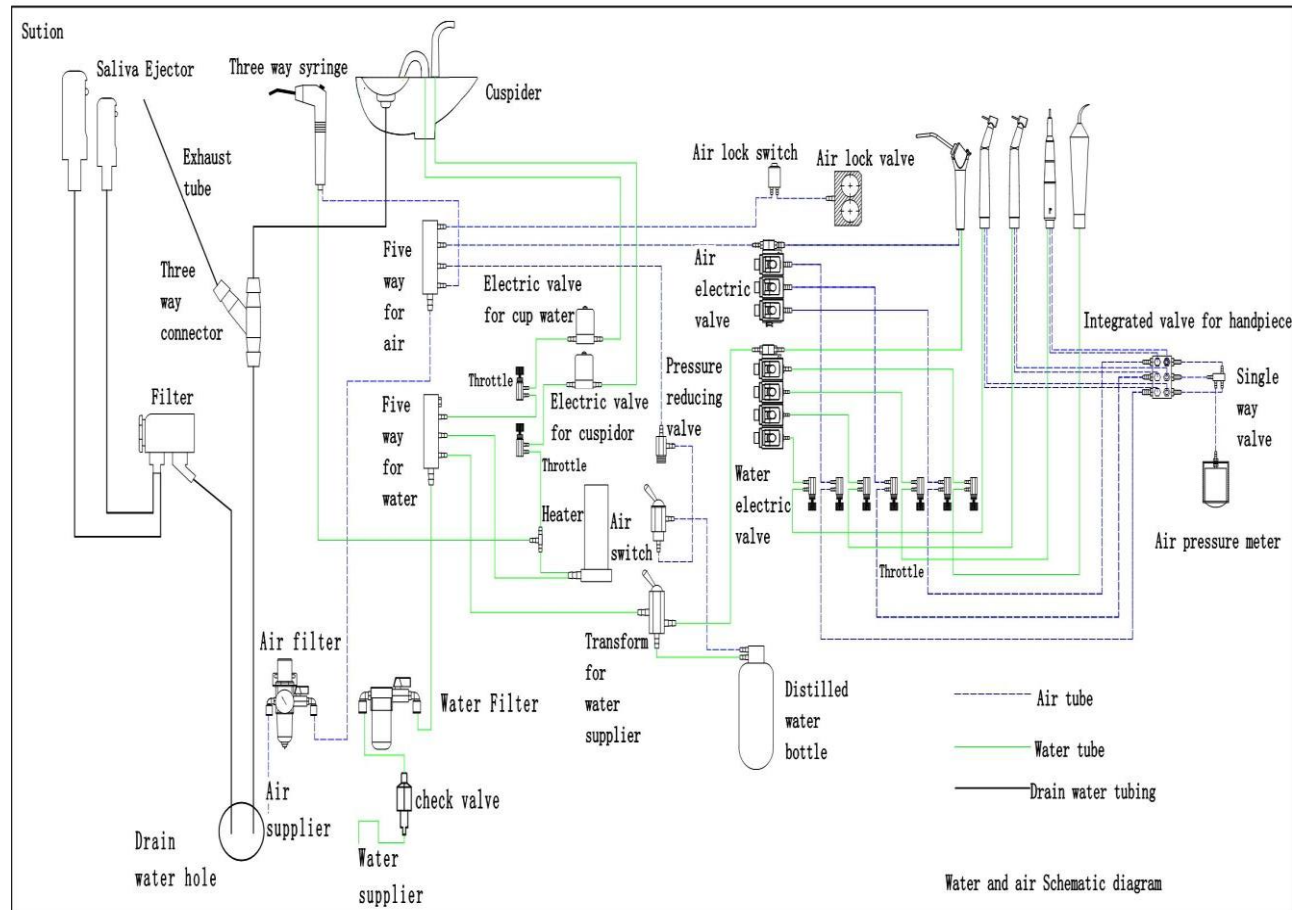 Sution
Saliva Ejector
Three way syringe
Cuspider
Exhaust
tube
Air lock switch
Air lock valve
Three
way
connector
Five
way
for
air
Electric valve
for cup water
Air
electric
valve
Integrated valve for handpiece
Throttle
Pressure
reducing
valve
Single
way
valve
Filter
Five
way
for
water
Electric valve
for cuspidor
Throttle
Water
electric
valve
Heater
Air
switch
Throttle
Air pressure meter
Air filter
Transform
for
water
supplier
Water Filter
Distilled
water
bottle
Air tube
Water tube
Drain water tubing
Air
supplier
check valve
Drain
water hole
Water
supplier
Water and air Schematic diagram